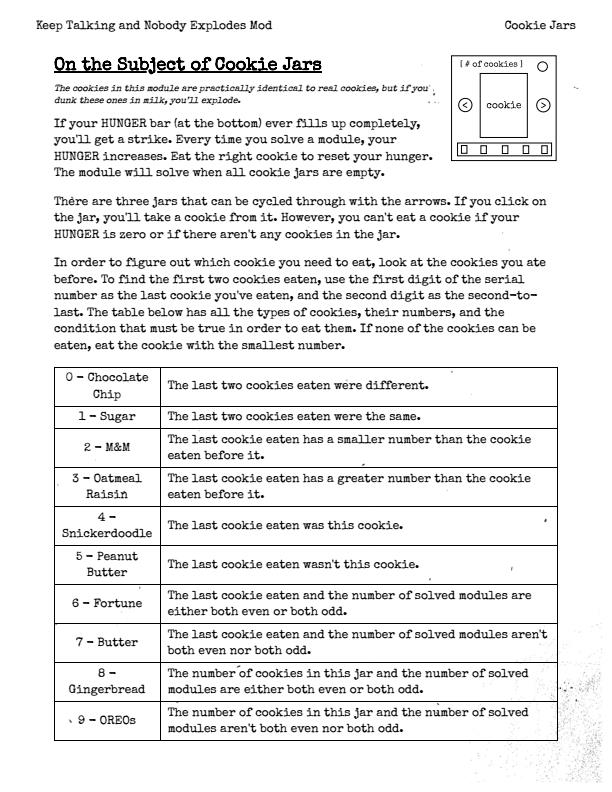 Keep Talking and Nobody Explodes Mod
Cookie Jars
On the Subject of Cookie Jars
The cookies in this module are practically identical to real cookies, but if you
dunk these ones in milk, you'll explode.
[ # of cookies ]
<
cookie
>
If your HUNGER bar (at the bottom) ever fills up completely,
you'll get a strike. Every time you solve a module, your
HUNGER increases. Eat the right cookie to reset your hunger.
The module will solve when all cookie jars are empty.
There are three jars that can be cycled through with the arrows. If you click on
the jar, you'll take a cookie from it. However, you can't eat a cookie if your
HUNGER is zero or if there aren't any cookies in the jar.
In order to figure out which cookie you need to eat, look at the cookies you ate
before. To find the first two cookies eaten, use the first digit of the serial
number as the last cookie you've eaten, and the second digit as the second-to-
last. The table below has all the types of cookies, their numbers, and the
condition that must be true in order to eat them. If none of the cookies can be
eaten, eat the cookie with the smallest number.
0 - Chocolate
Chip
The last two cookies eaten were different.
1 - Sugar
The last two cookies eaten were the same.
2 - M&M
The last cookie eaten has a smaller number than the cookie
eaten before it.
3 - Oatmeal
Raisin
The last cookie eaten has a greater number than the cookie
eaten before it.
4 -
Snickerdoodle
The last cookie eaten was this cookie.
5 - Peanut
Butter
The last cookie eaten wasn't this cookie.
6 - Fortune
The last cookie eaten and the number of solved modules are
either both even or both odd.
7 - Butter
The last cookie eaten and the number of solved modules aren't
both even nor both odd.
8 -
Gingerbread
The number of cookies in this jar and the number of solved
modules are either both even or both odd.
9 - OREOs
The number of cookies in this jar and the number of solved
modules aren't both even nor both odd.